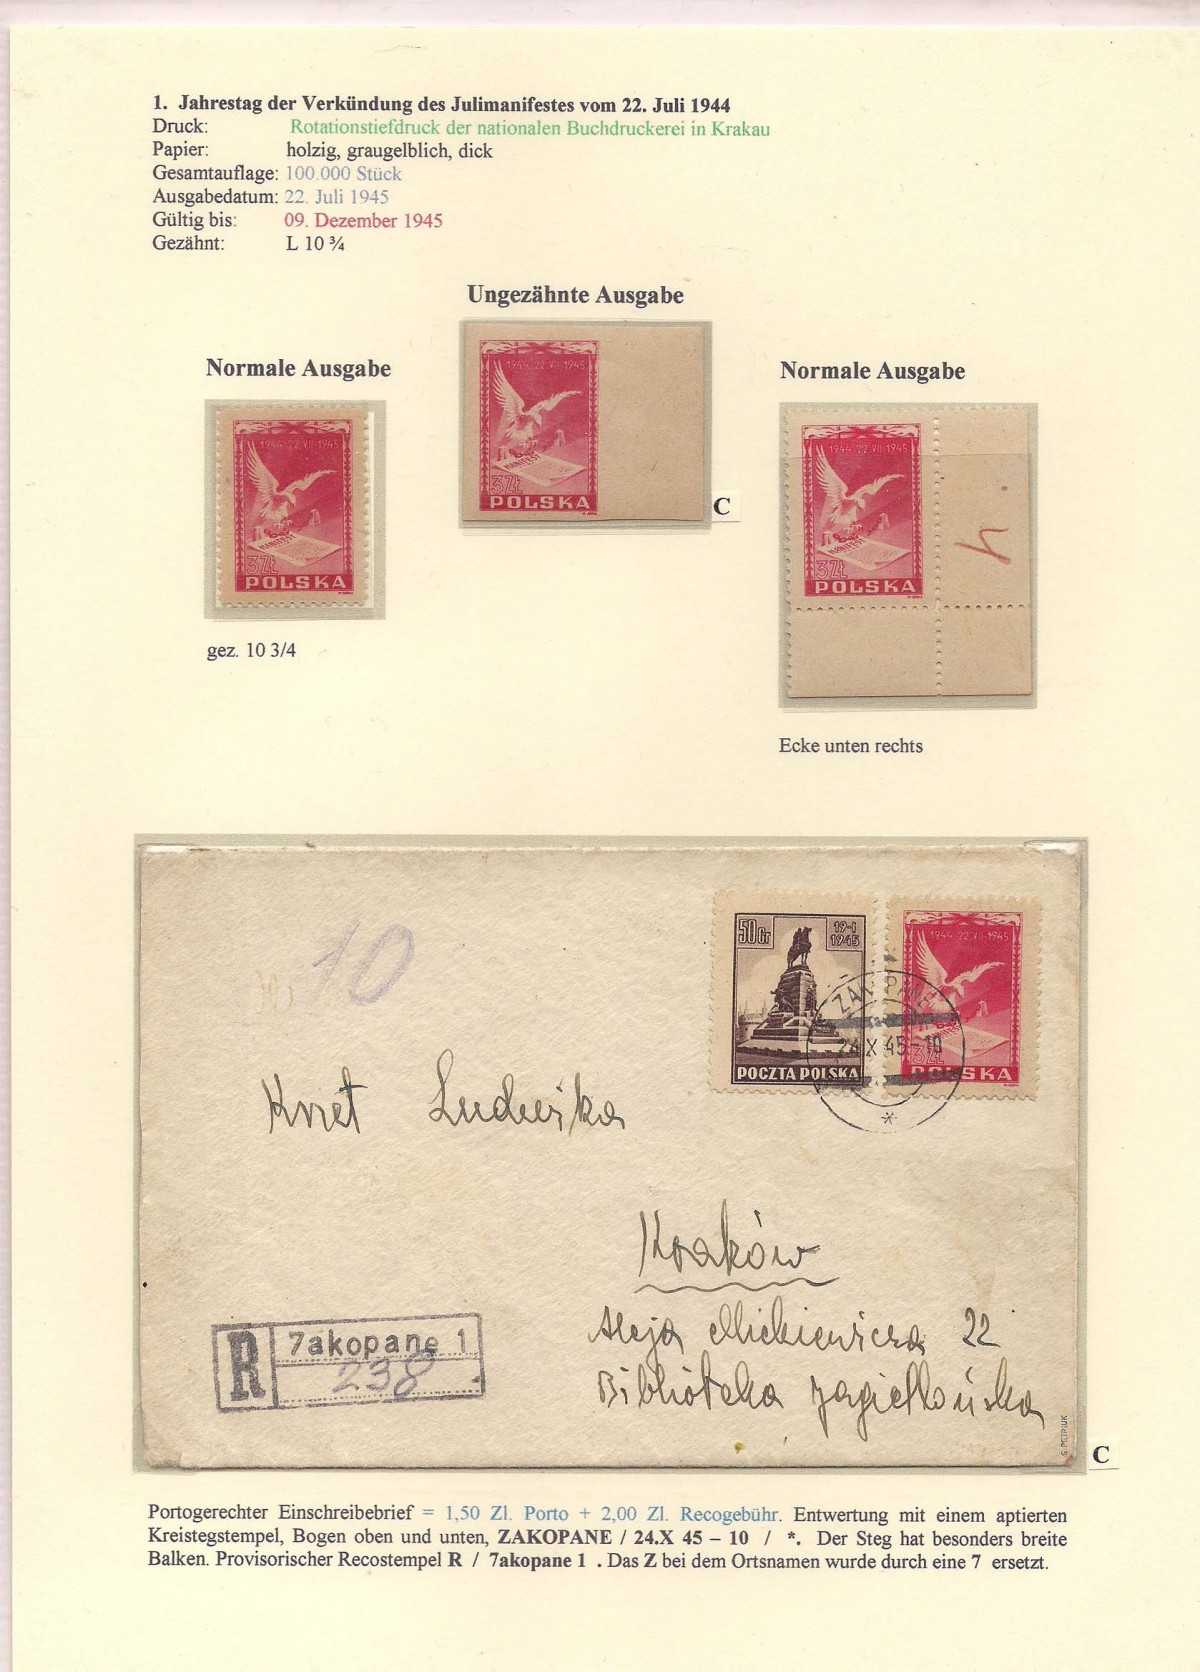 1. Jahrestag der Verkündung des Julimanifestes vom 22. Juli 1944
Druck: Rotationstiefdruck der nationalen Buchdruckerei in Krakau
Papier: holzig, graugelblich, dick
Gesamtauflage: 100.000 Stück
Ausgabedatum: 22. Juli 1945
Gültig bis: 09. Dezember 1945
Gezähnt: L 10 ¾
Ungezähnte Ausgabe
Normale Ausgabe
Normale Ausgabe
1944·22·VII·1945
MANIFEST
3ZŁ
POLSKA
C
1944·22·VII·1945
MANIFEST
3ZŁ
POLSKA
1944·22·VII·1945
MANIFEST
3ZŁ
POLSKA
gez. 10 3/4
Ecke unten rechts
10
50 Gr
19-I
1945
POCZTA POLSKA
1944·22·VII·1945
3ZŁ
POLSKA
ZAKOPANE
24.X 45-10
*
Ludwika
Kraków
Aleja Mickiewicza 22
Biblioteka Jagiellońska
R 7akopane 1
238
S. PETRIUK
C
Portogerechter Einschreibebrief = 1,50 Zl. Porto + 2,00 Zl. Recogebühr. Entwertung mit einem aptierten
Kreistegstempel, Bogen oben und unten, ZAKOPANE / 24.X 45 – 10 / *. Der Steg hat besonders breite
Balken. Provisorischer Recostempel R / 7akopane 1 . Das Z bei dem Ortsnamen wurde durch eine 7 ersetzt.